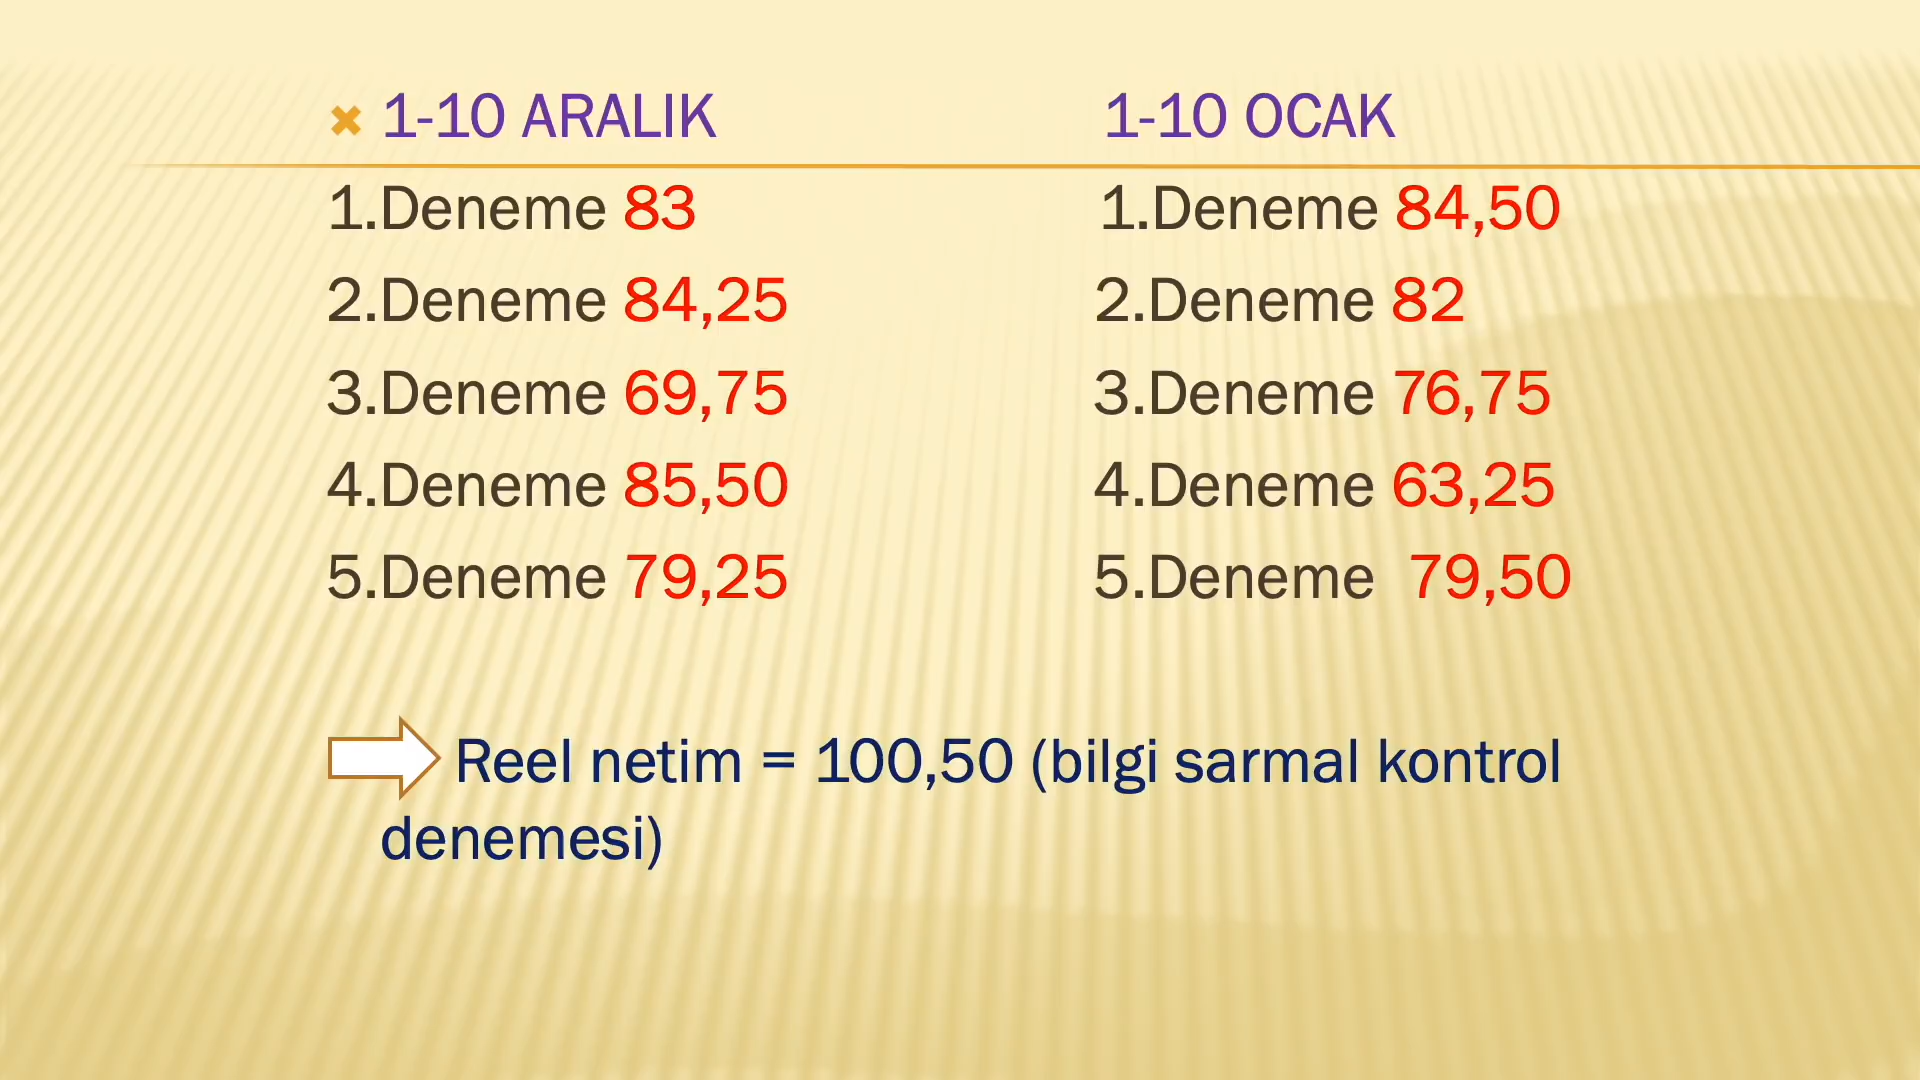 1-10 ARALIK 1-10 OCAK
1.Deneme 83 1.Deneme 84,50
2.Deneme 84,25 2.Deneme 82
3.Deneme 69,75 3.Deneme 76,75
4.Deneme 85,50 4.Deneme 63,25
5.Deneme 79,25 5.Deneme 79,50
Reel netim = 100,50 (bilgi sarmal kontrol
denemesi)